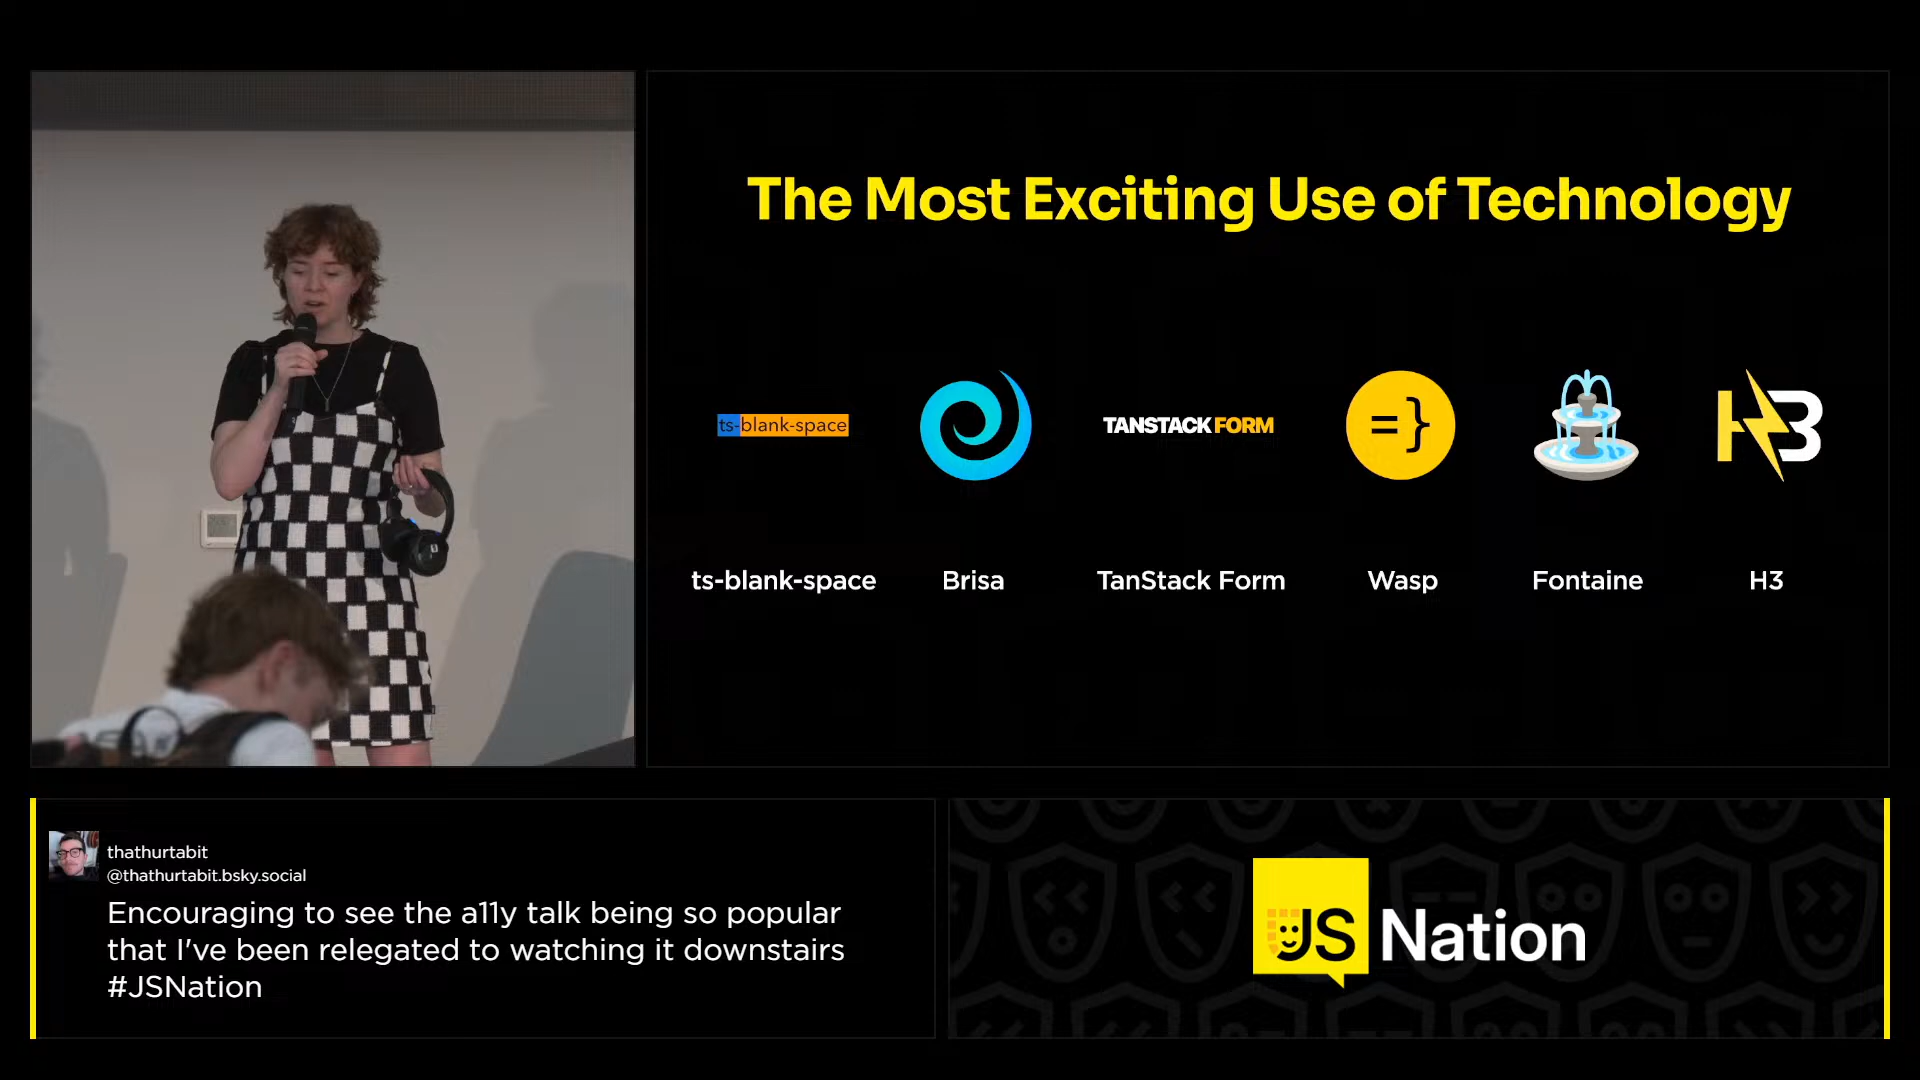 The Most Exciting Use of Technology
ts-blank-space
TANSTACK FORM
=}
H3
ts-blank-space
Brisa
TanStack Form
Wasp
Fontaine
H3
thathurtabit
@thathurtabit.bsky.social
Encouraging to see the a11y talk being so popular
that I've been relegated to watching it downstairs
#JSNation
JS Nation